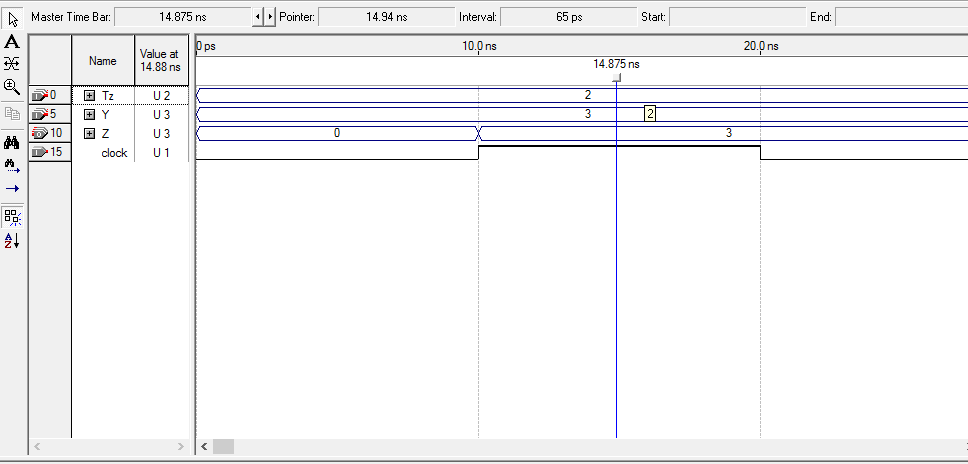 Master Time Bar: 14.875 ns Pointer: 14.94 ns Interval: 65 ps Start: End:
A
Name Value at 14.88 ns
0 ps 10.0 ns 20.0 ns
14.875 ns
0 Tz U 2 2
5 Y U 3 3 2
10 Z U 3 0 3
15 clock U 1
A
Z